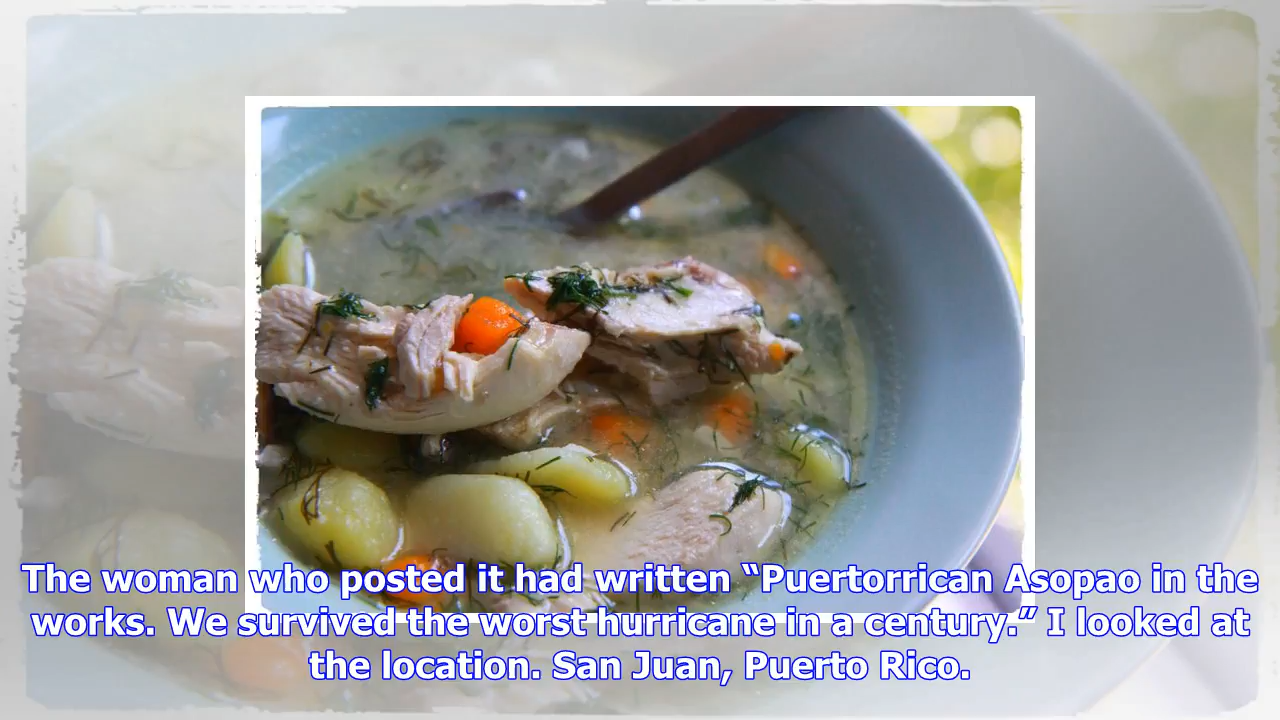 The woman who posted it had written “Puertorrican Asopao in the
works. We survived the worst hurricane in a century.” I looked at
the location. San Juan, Puerto Rico.